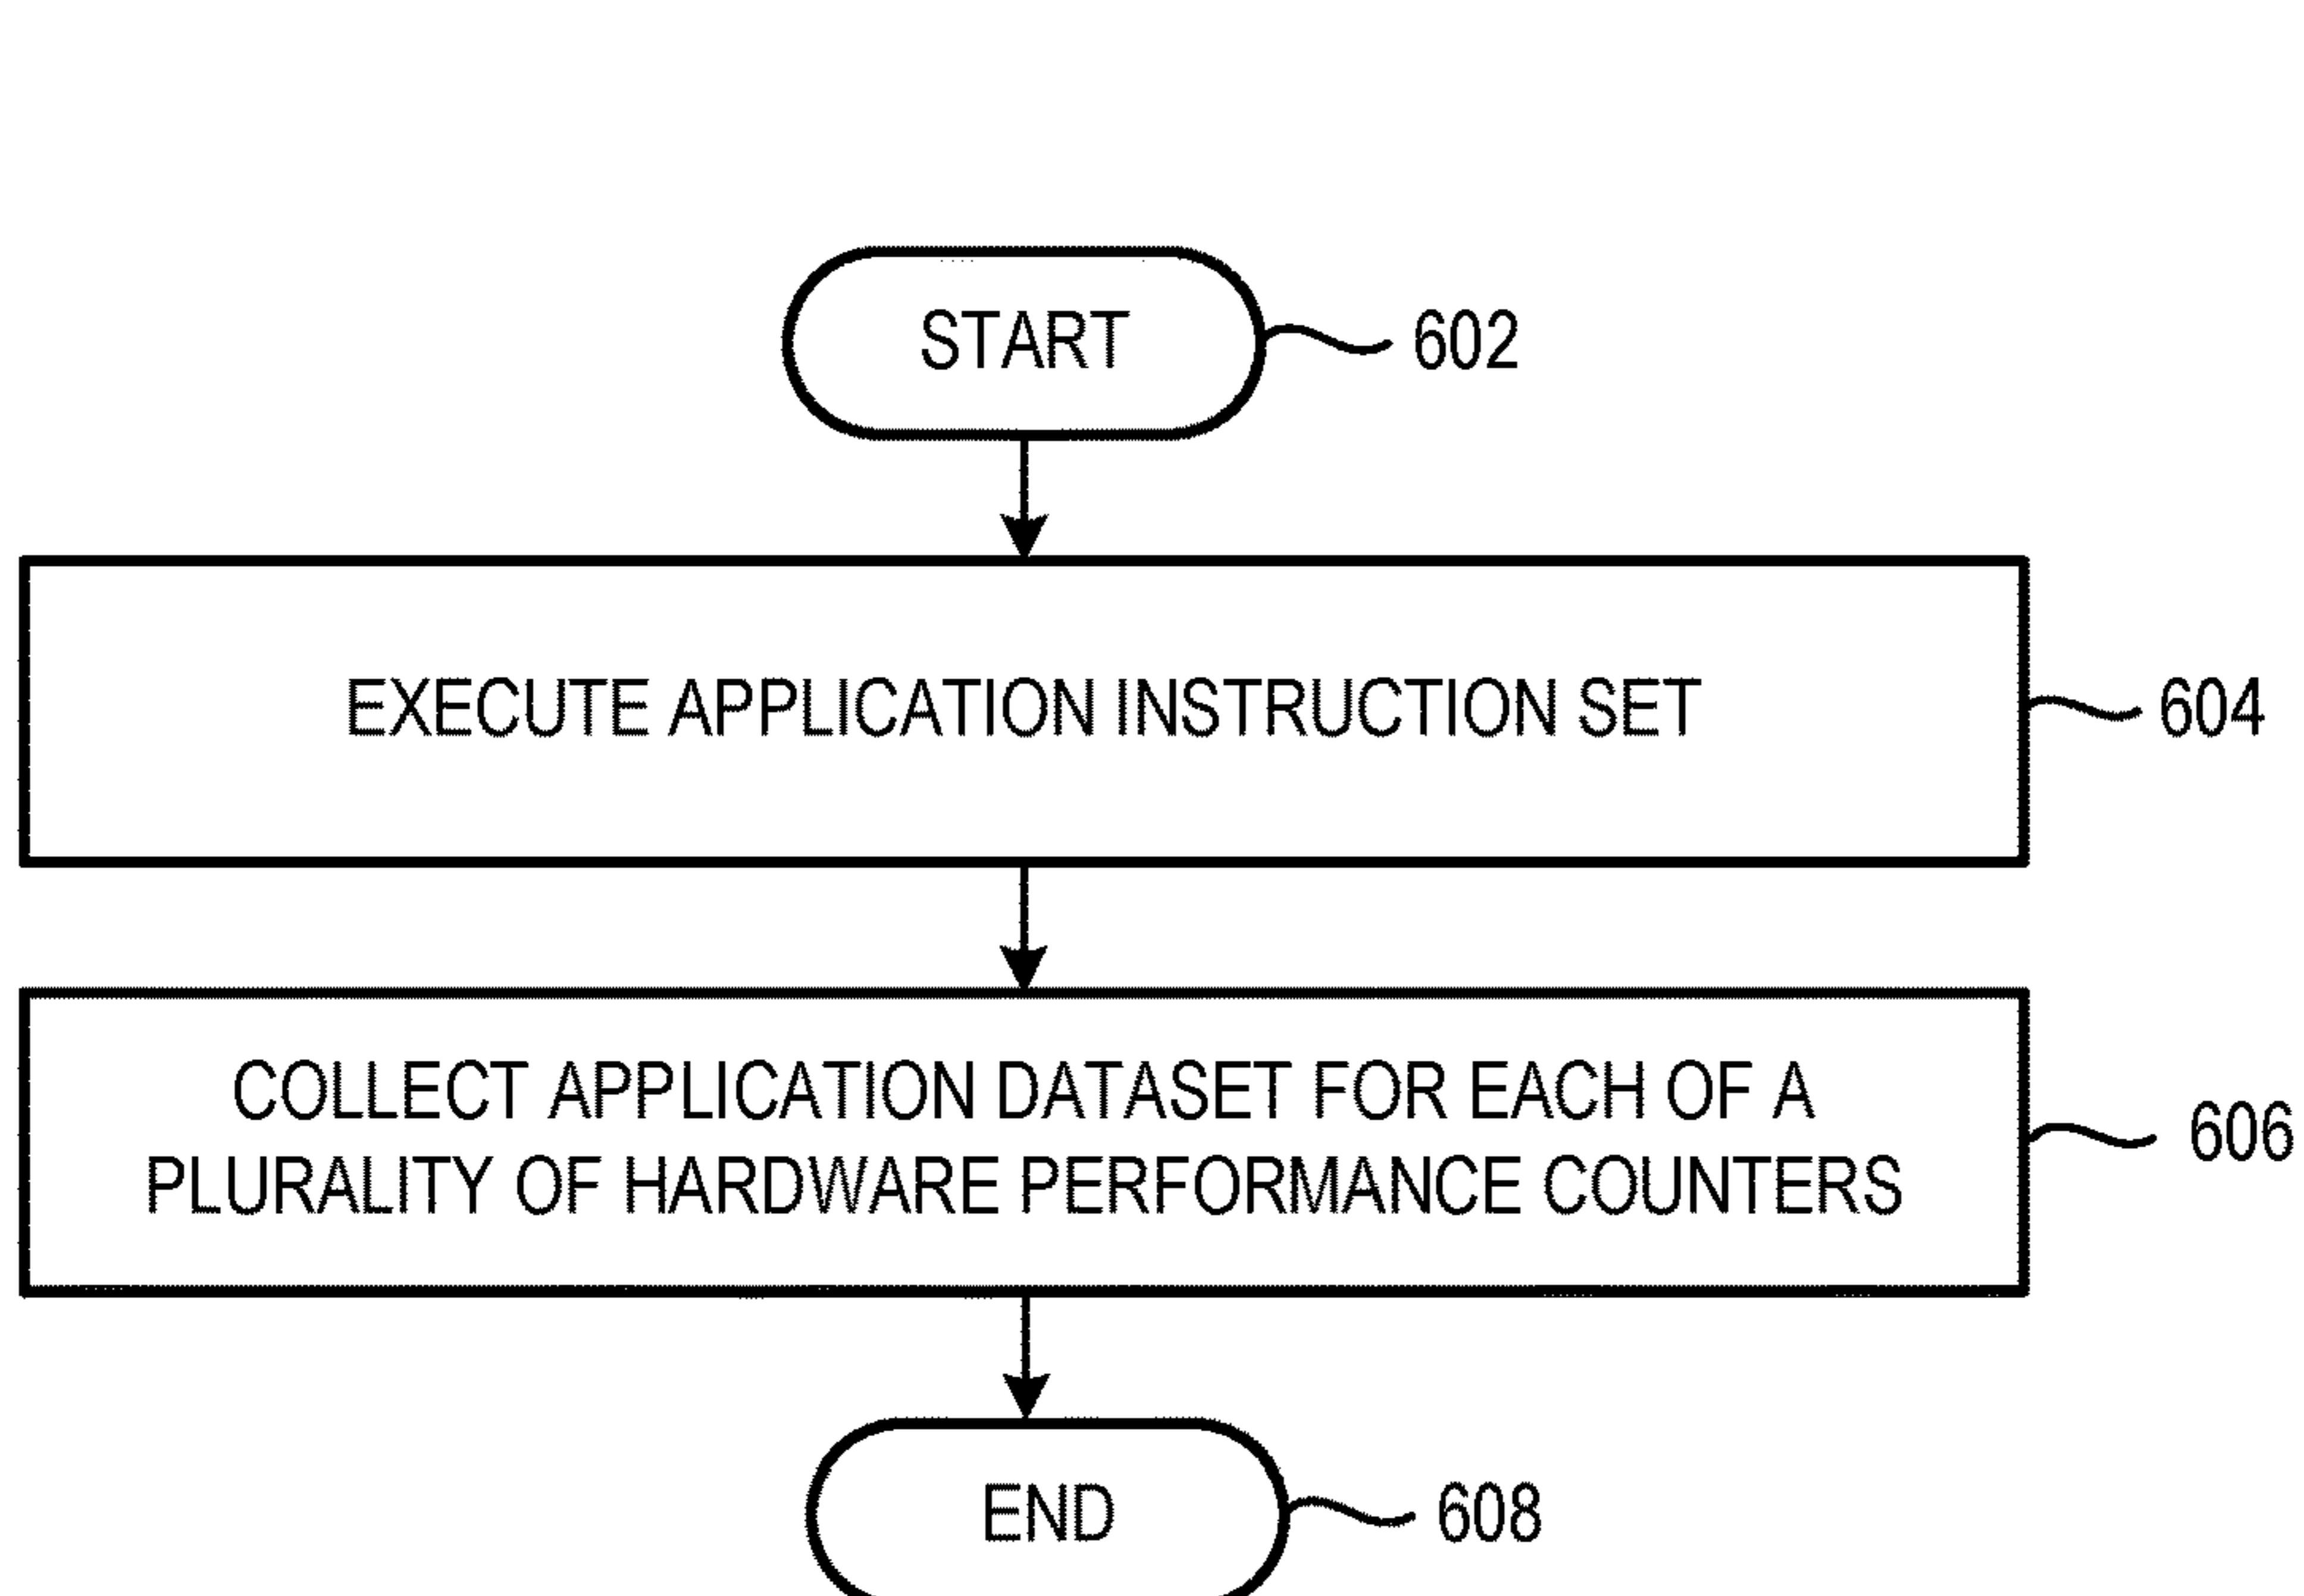 START
602
EXECUTE APPLICATION INSTRUCTION SET
604
COLLECT APPLICATION DATASET FOR EACH OF A
PLURALITY OF HARDWARE PERFORMANCE COUNTERS
606
END
608